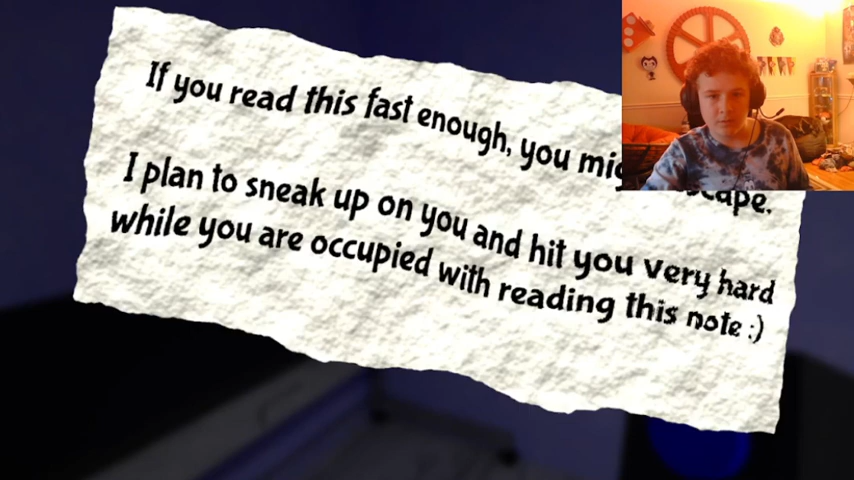 If you read this fast enough, you
I plan to sneak up on you and hit you very hard
while you are occupied with reading this note :)